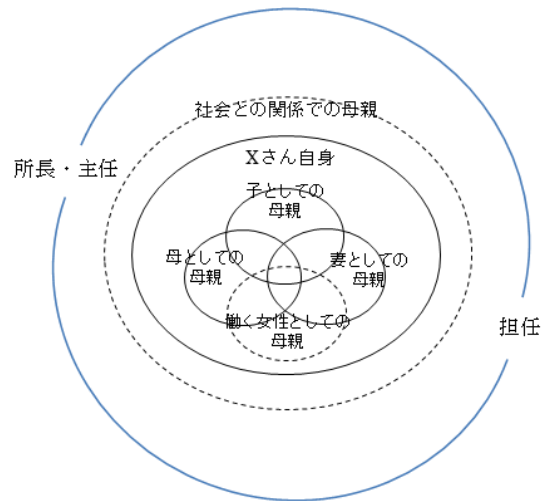 社会との関係での母親
所長・主任
Xさん自身
子としての
母親
母としての
母親
妻としての
母親
働く女性としての
母親
担任